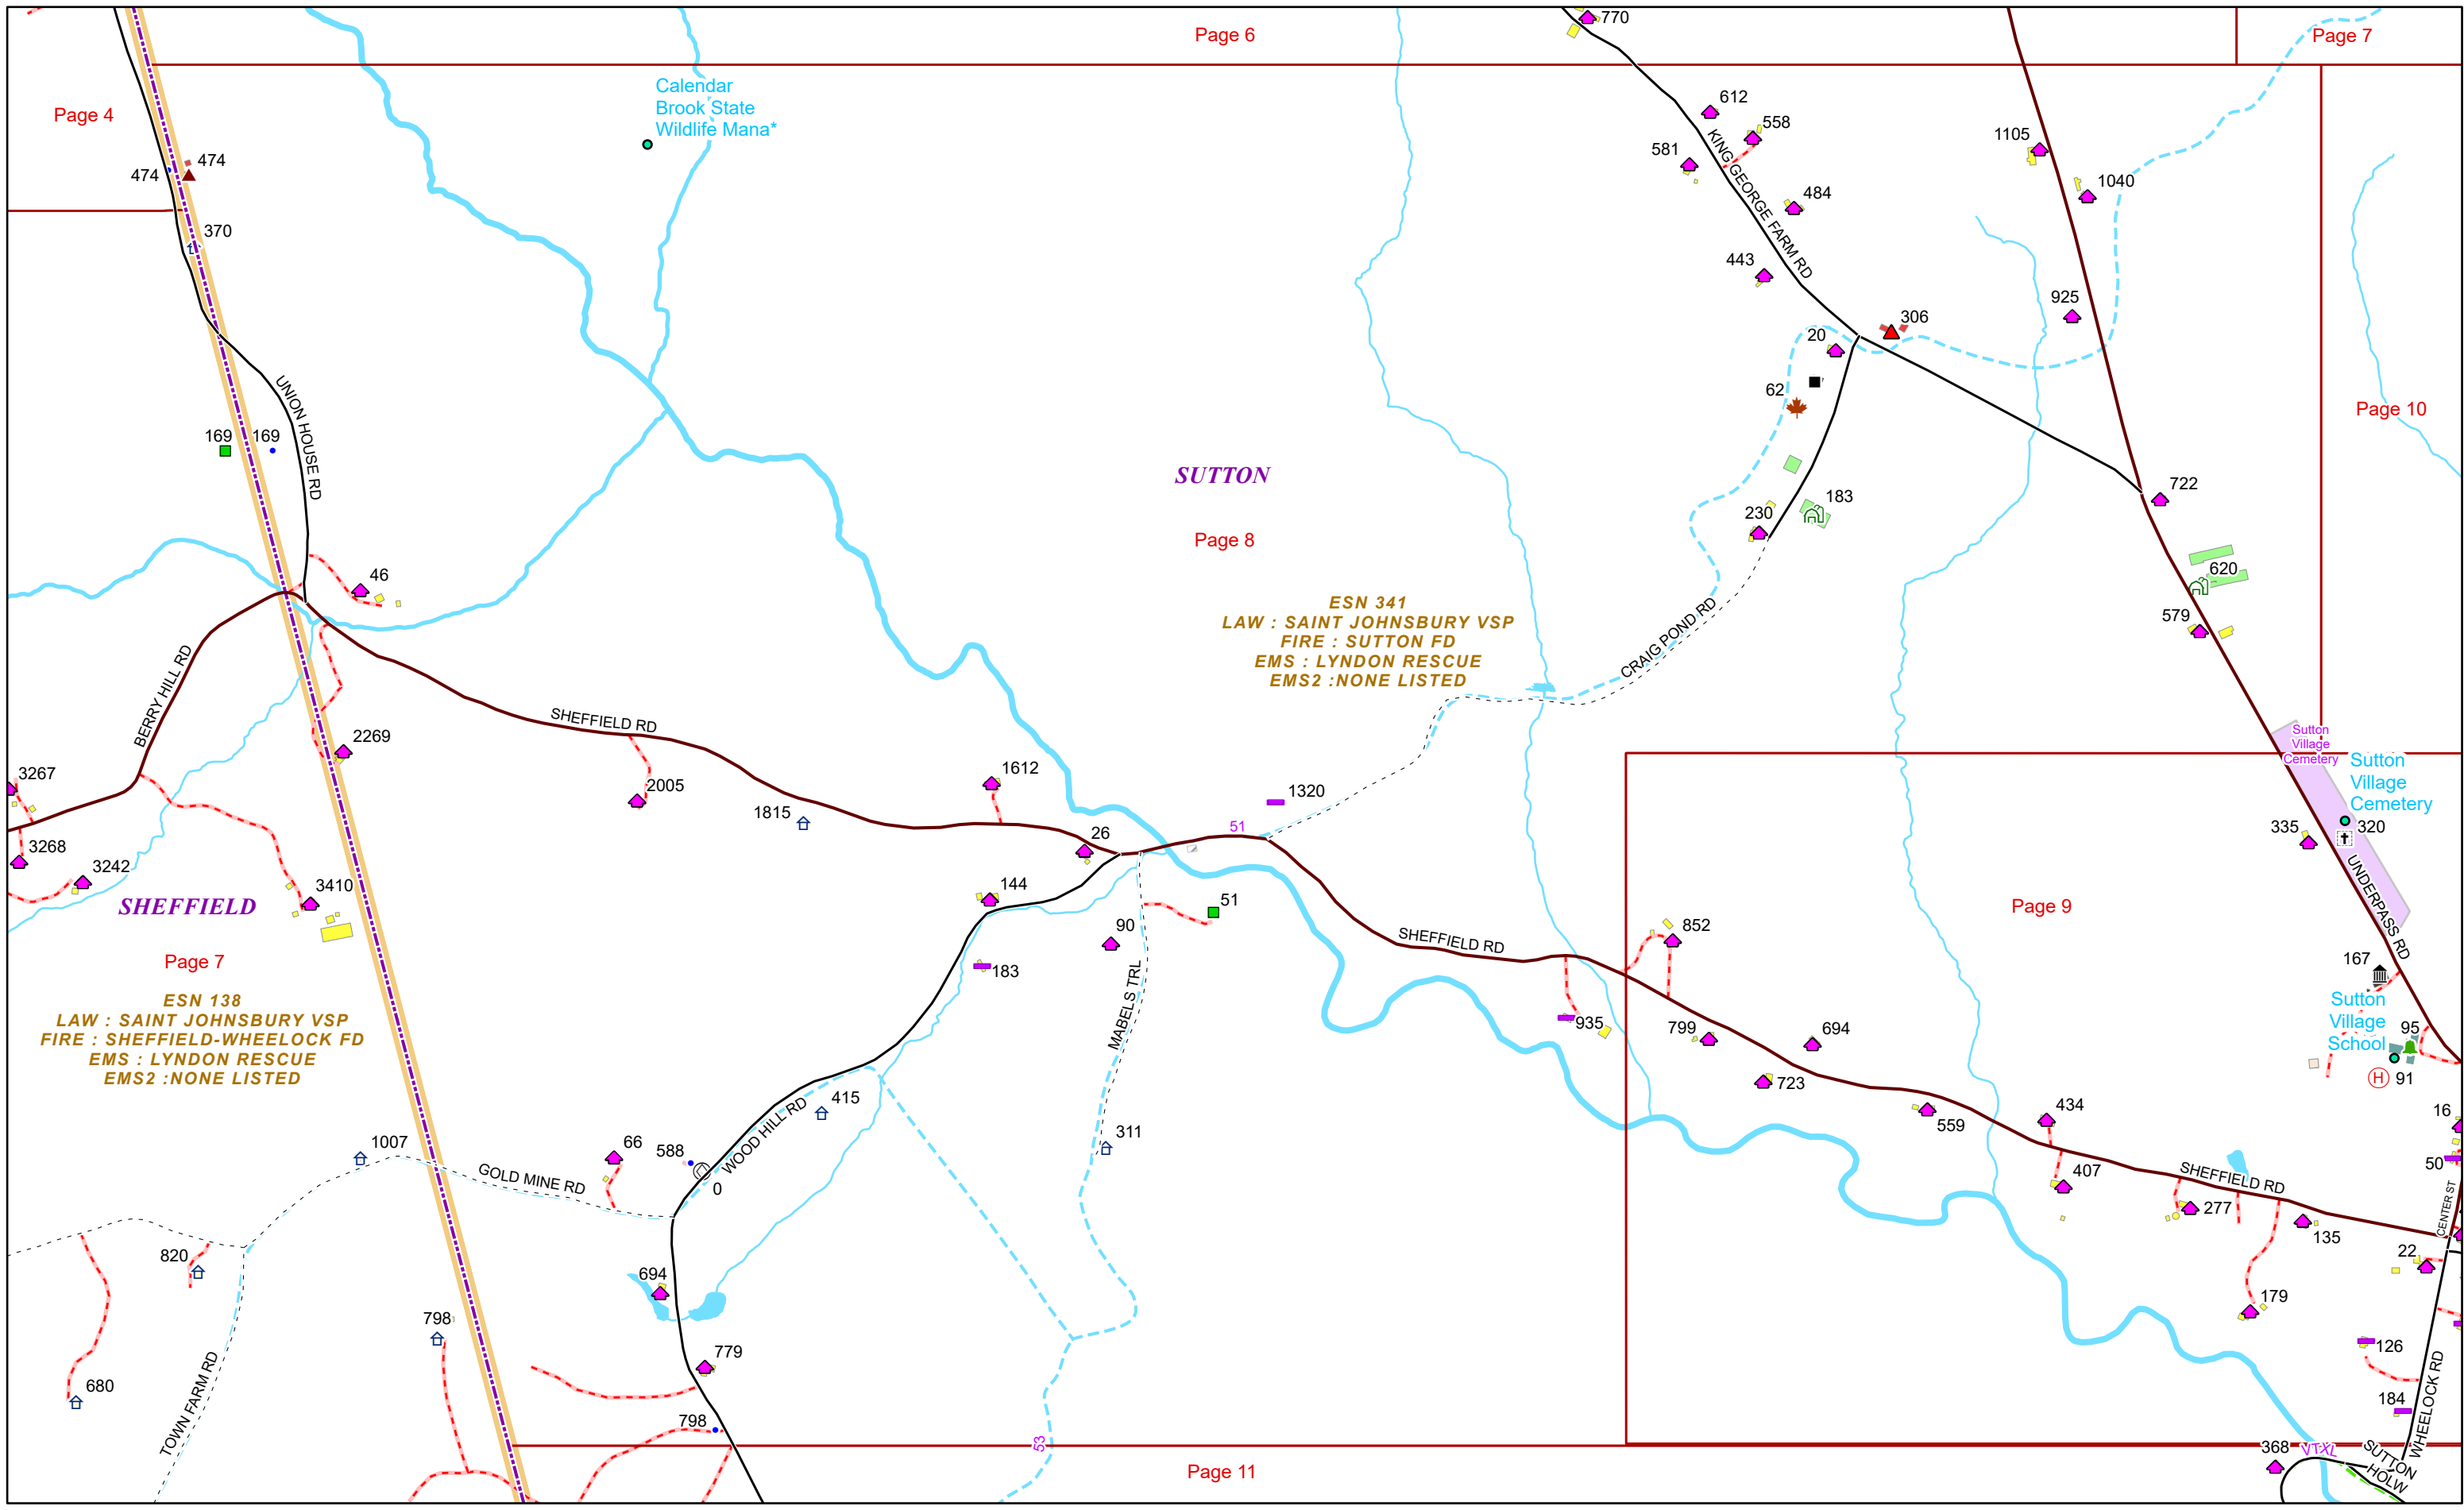 770
Page 6
Page 7
Calendar
Brook State
Wildlife Mana*
Page 4
612
558
581
KING GEORGE FARM RD
1105
474
474
1040
484
370
443
925
306
20
62
Page 10
UNION HOUSE RD
169
169
SUTTON
722
183
230
Page 8
46
620
579
ESN 341
LAW : SAINT JOHNSBURY VSP
FIRE : SUTTON FD
EMS : LYNDON RESCUE
EMS2 :NONE LISTED
CRAIG POND RD
BERRY HILL RD
SHEFFIELD RD
2269
Sutton
Village
Cemetery
Sutton
Village
Cemetery
3267
1612
2005
1320
1815
51
26
335
320
3268
3242
3410
144
51
UNDERPASS RD
SHEFFIELD
90
Page 9
852
SHEFFIELD RD
Page 7
183
167
MABELS TRL
ESN 138
LAW : SAINT JOHNSBURY VSP
FIRE : SHEFFIELD-WHEELOCK FD
EMS : LYNDON RESCUE
EMS2 :NONE LISTED
Sutton
Village
School
935
799
694
95
H
91
723
415
434
559
16
WOOD HILL RD
311
1007
66
588
50
407
GOLD MINE RD
0
SHEFFIELD RD
CENTER ST
277
135
820
22
694
179
798
126
779
TOWN FARM RD
680
184
798
WHEELOCK RD
53
368
VTXL
SUTTON
HOLW
Page 11